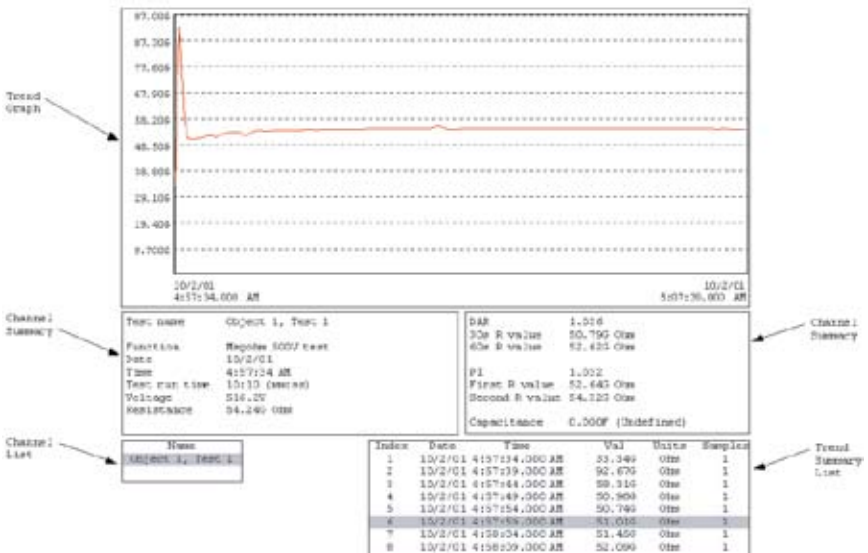 97.00G
87.30G
77.60G
67.90G
58.20G
48.50G
38.80G
29.10G
19.40G
9.700G
Trend
Graph
10/2/01
4:57:34.000 AM
10/2/01
5:07:39.000 AM
Channel
Summary
Test name Object 1, Test 1
Function Megohm 500V test
Date 10/2/01
Time 4:57:34 AM
Test run time 10:10 (mm:ss)
Voltage 516.2V
Resistance 54.24G Ohm
DAR 1.036
30s R value 50.79G Ohm
60s R value 52.62G Ohm
PI 1.032
First R value 52.64G Ohm
Second R value 54.32G Ohm
Capacitance 0.000F (Undefined)
Channel
Summary
Channel
List
Name
Object 1, Test 1
Index Date Time Val Units Samples
1 10/2/01 4:57:34.000 AM 33.34G Ohm 1
2 10/2/01 4:57:39.000 AM 92.67G Ohm 1
3 10/2/01 4:57:44.000 AM 58.51G Ohm 1
4 10/2/01 4:57:49.000 AM 50.98G Ohm 1
5 10/2/01 4:57:54.000 AM 50.74G Ohm 1
6 10/2/01 4:57:59.000 AM 51.01G Ohm 1
7 10/2/01 4:58:04.000 AM 51.45G Ohm 1
8 10/2/01 4:58:09.000 AM 52.09G Ohm 1
Trend
Summary
List